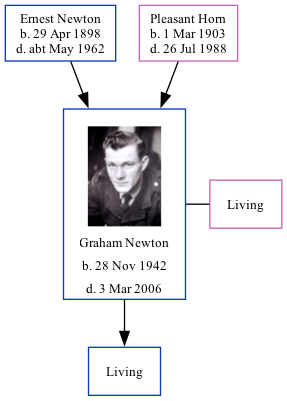 Ernest Newton
b. 29 Apr 1898
d. abt May 1962
Pleasant Horn
b. 1 Mar 1903
d. 26 Jul 1988
Graham Newton
b. 28 Nov 1942
d. 3 Mar 2006
Living
Living